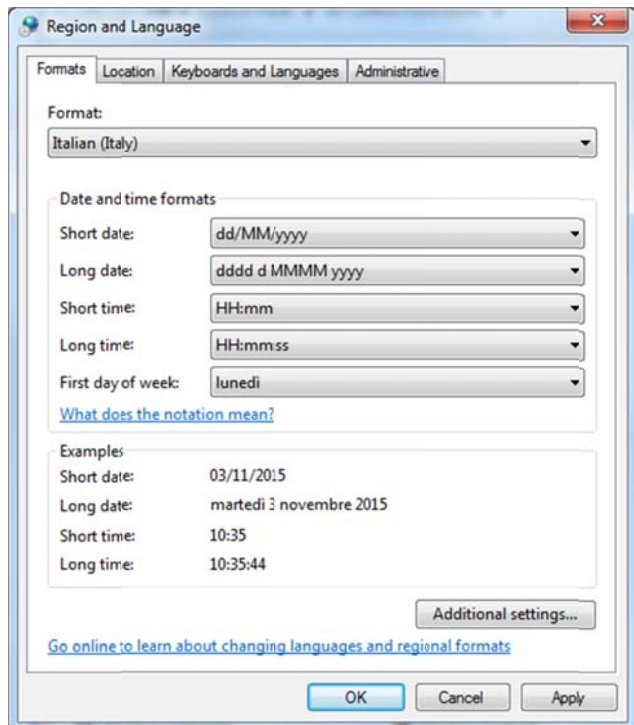 Region and Language
Formats Location Keyboards and Languages Administrative
Format:
Italian (Italy)
Date and time formats
Short date: dd/MM/yyyy
Long date: dddd d MMMM yyyy
Short time: HH:mm
Long time: HH:mm:ss
First day of week: lunedì
What does the notation mean?
Examples
Short date: 03/11/2015
Long date: martedì 3 novembre 2015
Short time: 10:35
Long time: 10:35:44
Additional settings...
Go online to learn about changing languages and regional formats
OK Cancel Apply